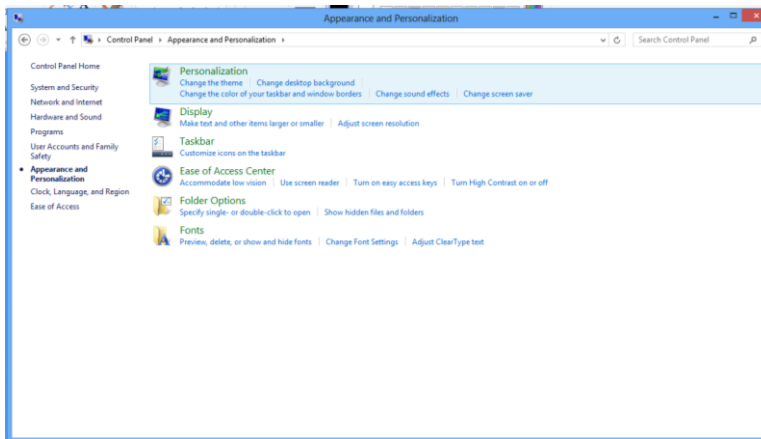 Appearance and Personalization
Control Panel Appearance and Personalization
Search Control Panel
Control Panel Home
System and Security
Network and Internet
Hardware and Sound
Programs
User Accounts and Family
Safety
Appearance and
Personalization
Clock, Language, and Region
Ease of Access
Personalization
Change the theme Change desktop background
Change the color of your taskbar and window borders Change sound effects Change screen saver
Display
Make text and other items larger or smaller Adjust screen resolution
Taskbar
Customize icons on the taskbar
Ease of Access Center
Accommodate low vision Use screen reader Turn on easy access keys Turn High Contrast on or off
Folder Options
Specify single- or double-click to open Show hidden files and folders
Fonts
Preview, delete, or show and hide fonts Change Font Settings Adjust ClearType text